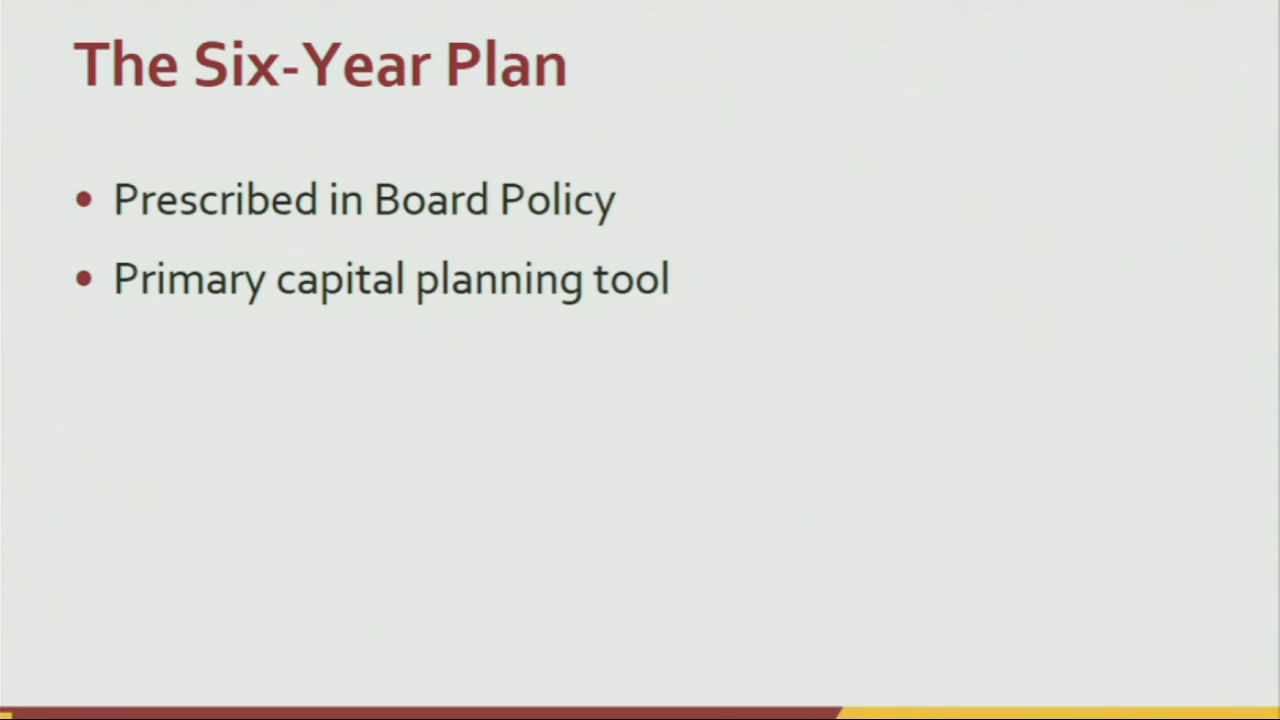 The Six-Year Plan
• Prescribed in Board Policy
• Primary capital planning tool